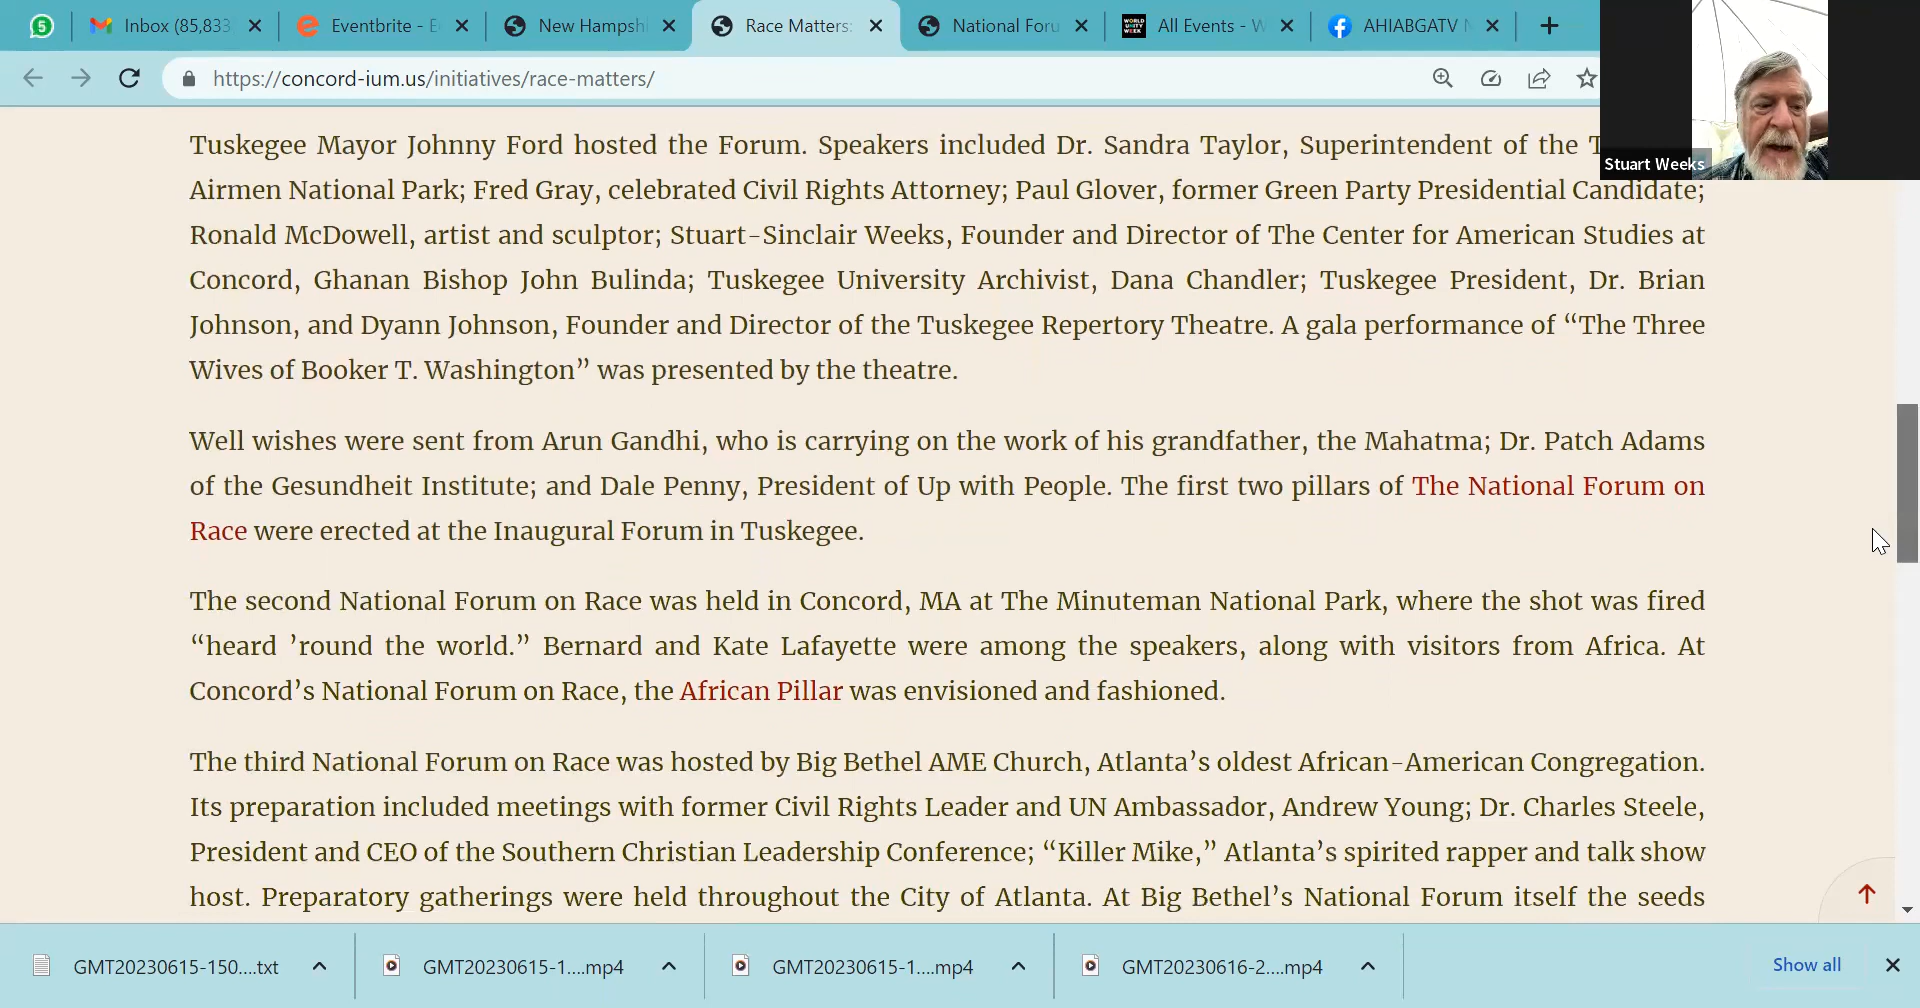 5
Inbox (85,833
Eventbrite - E
New Hampshi
Race Matters:
National Foru
WORLD UNITY WEEK
All Events - W
AHIABGATV N
https://concord-ium.us/initiatives/race-matters/
Stuart Weeks
Tuskegee Mayor Johnny Ford hosted the Forum. Speakers included Dr. Sandra Taylor, Superintendent of the T
Airmen National Park; Fred Gray, celebrated Civil Rights Attorney; Paul Glover, former Green Party Presidential Candidate;
Ronald McDowell, artist and sculptor; Stuart-Sinclair Weeks, Founder and Director of The Center for American Studies at
Concord, Ghanan Bishop John Bulinda; Tuskegee University Archivist, Dana Chandler; Tuskegee President, Dr. Brian
Johnson, and Dyann Johnson, Founder and Director of the Tuskegee Repertory Theatre. A gala performance of “The Three
Wives of Booker T. Washington” was presented by the theatre.
Well wishes were sent from Arun Gandhi, who is carrying on the work of his grandfather, the Mahatma; Dr. Patch Adams
of the Gesundheit Institute; and Dale Penny, President of Up with People. The first two pillars of The National Forum on
Race were erected at the Inaugural Forum in Tuskegee.
The second National Forum on Race was held in Concord, MA at The Minuteman National Park, where the shot was fired
“heard ’round the world.” Bernard and Kate Lafayette were among the speakers, along with visitors from Africa. At
Concord’s National Forum on Race, the African Pillar was envisioned and fashioned.
The third National Forum on Race was hosted by Big Bethel AME Church, Atlanta’s oldest African-American Congregation.
Its preparation included meetings with former Civil Rights Leader and UN Ambassador, Andrew Young; Dr. Charles Steele,
President and CEO of the Southern Christian Leadership Conference; “Killer Mike,” Atlanta’s spirited rapper and talk show
host. Preparatory gatherings were held throughout the City of Atlanta. At Big Bethel’s National Forum itself the seeds
GMT20230615-150....txt
GMT20230615-1....mp4
GMT20230615-1....mp4
GMT20230616-2....mp4
Show all